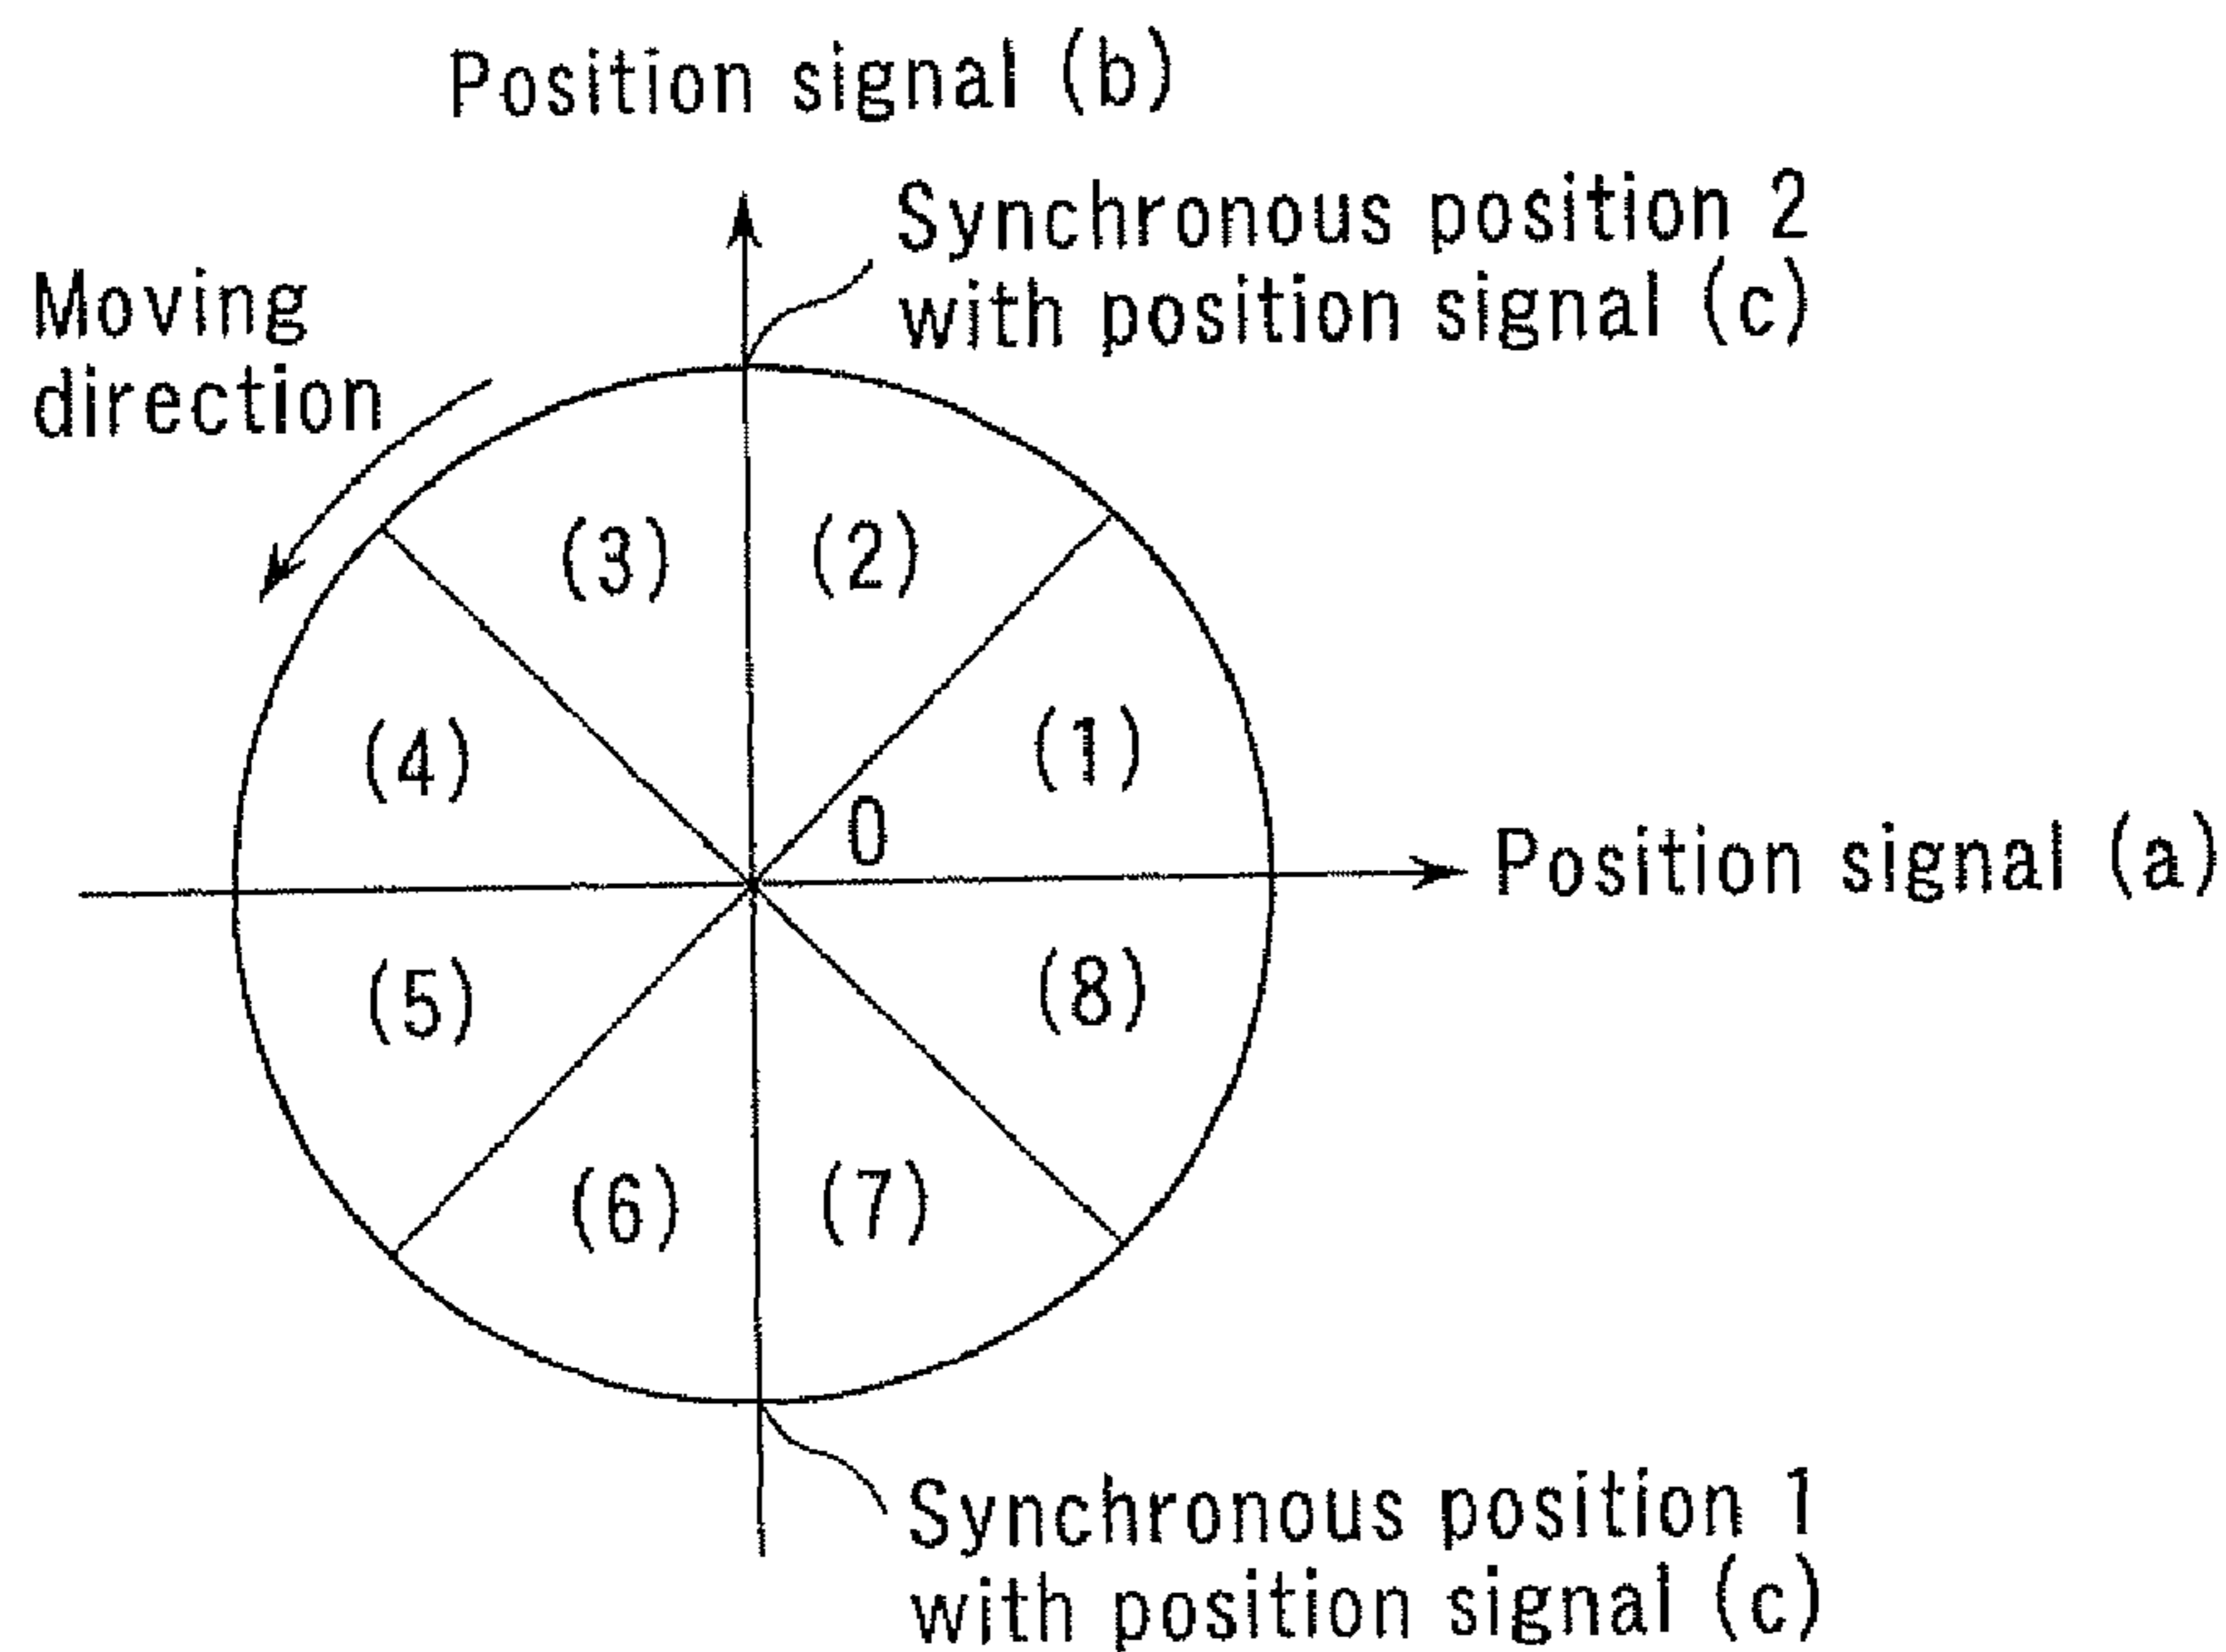 Position signal (b)
Synchronous position 2
with position signal (c)
Moving
direction
(3)
(2)
(4)
(1)
0
Position signal (a)
(5)
(8)
(6)
(7)
Synchronous position 1
with position signal (c)